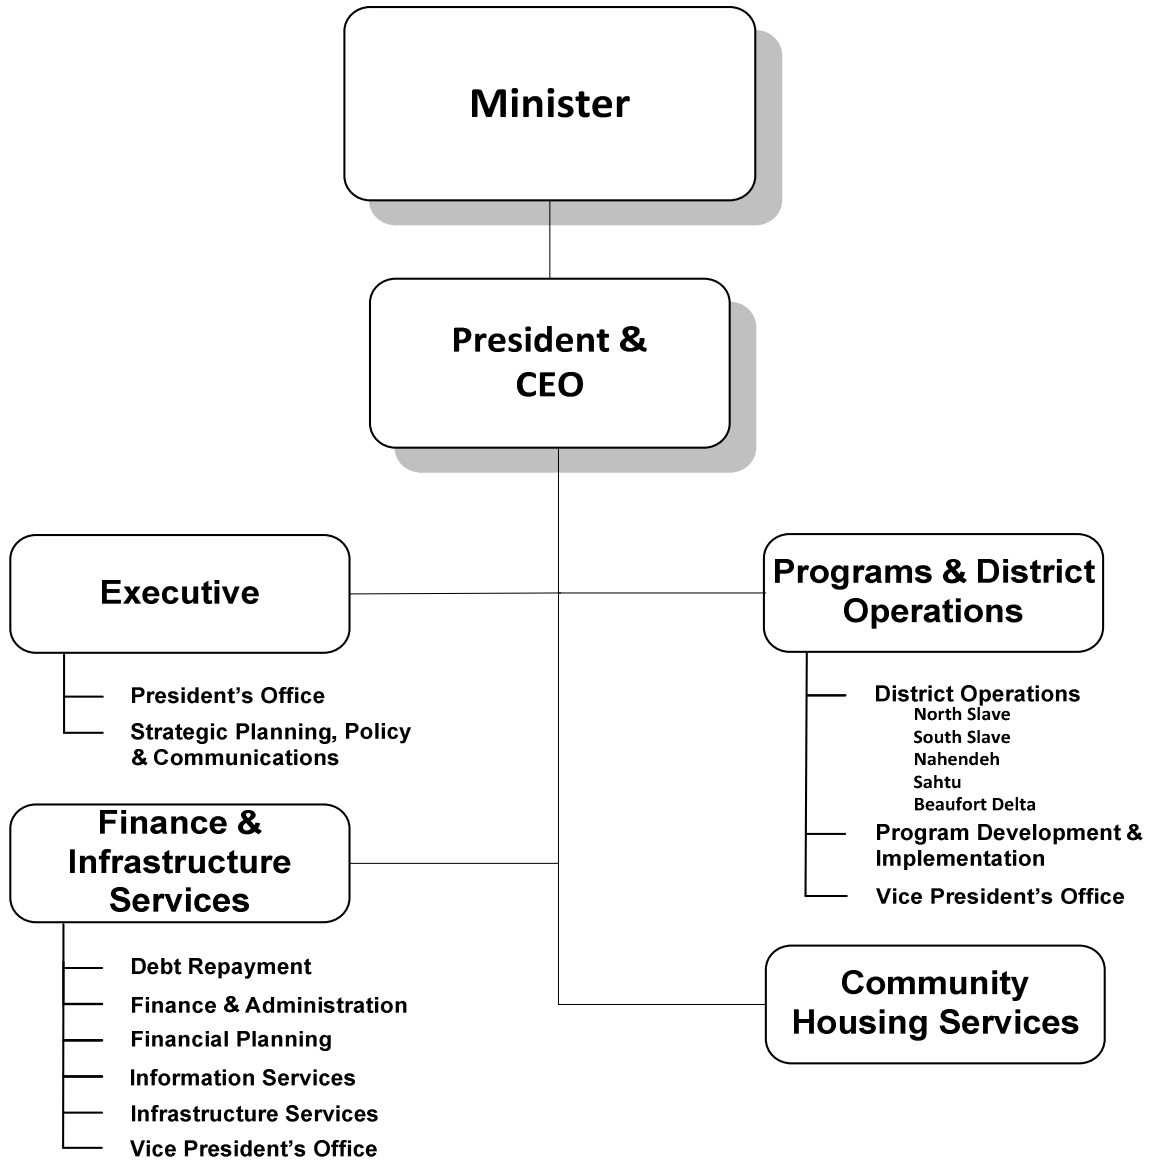 Minister
President &
CEO
Executive
President’s Office
Strategic Planning, Policy
& Communications
Finance &
Infrastructure
Services
Debt Repayment
Finance & Administration
Financial Planning
Information Services
Infrastructure Services
Vice President’s Office
Programs & District
Operations
District Operations
North Slave
South Slave
Nahendeh
Sahtu
Beaufort Delta
Program Development &
Implementation
Vice President’s Office
Community
Housing Services